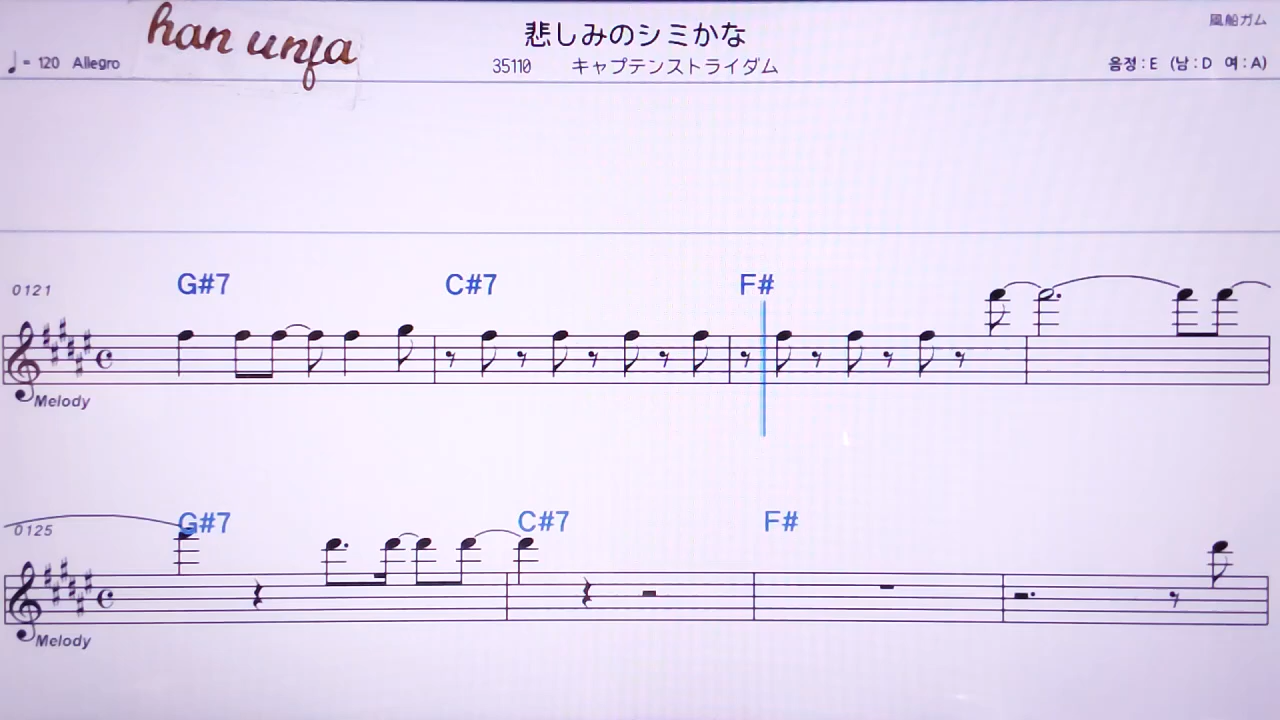 han unfa
悲しみのシミかな
風船ガム
♩= 120 Allegro
35110 キャプテンストライダム
음정 : E (남 : D 여 : A)
G#7 C#7 F#
0121
Melody
G#7 C#7 F#
0125
Melody